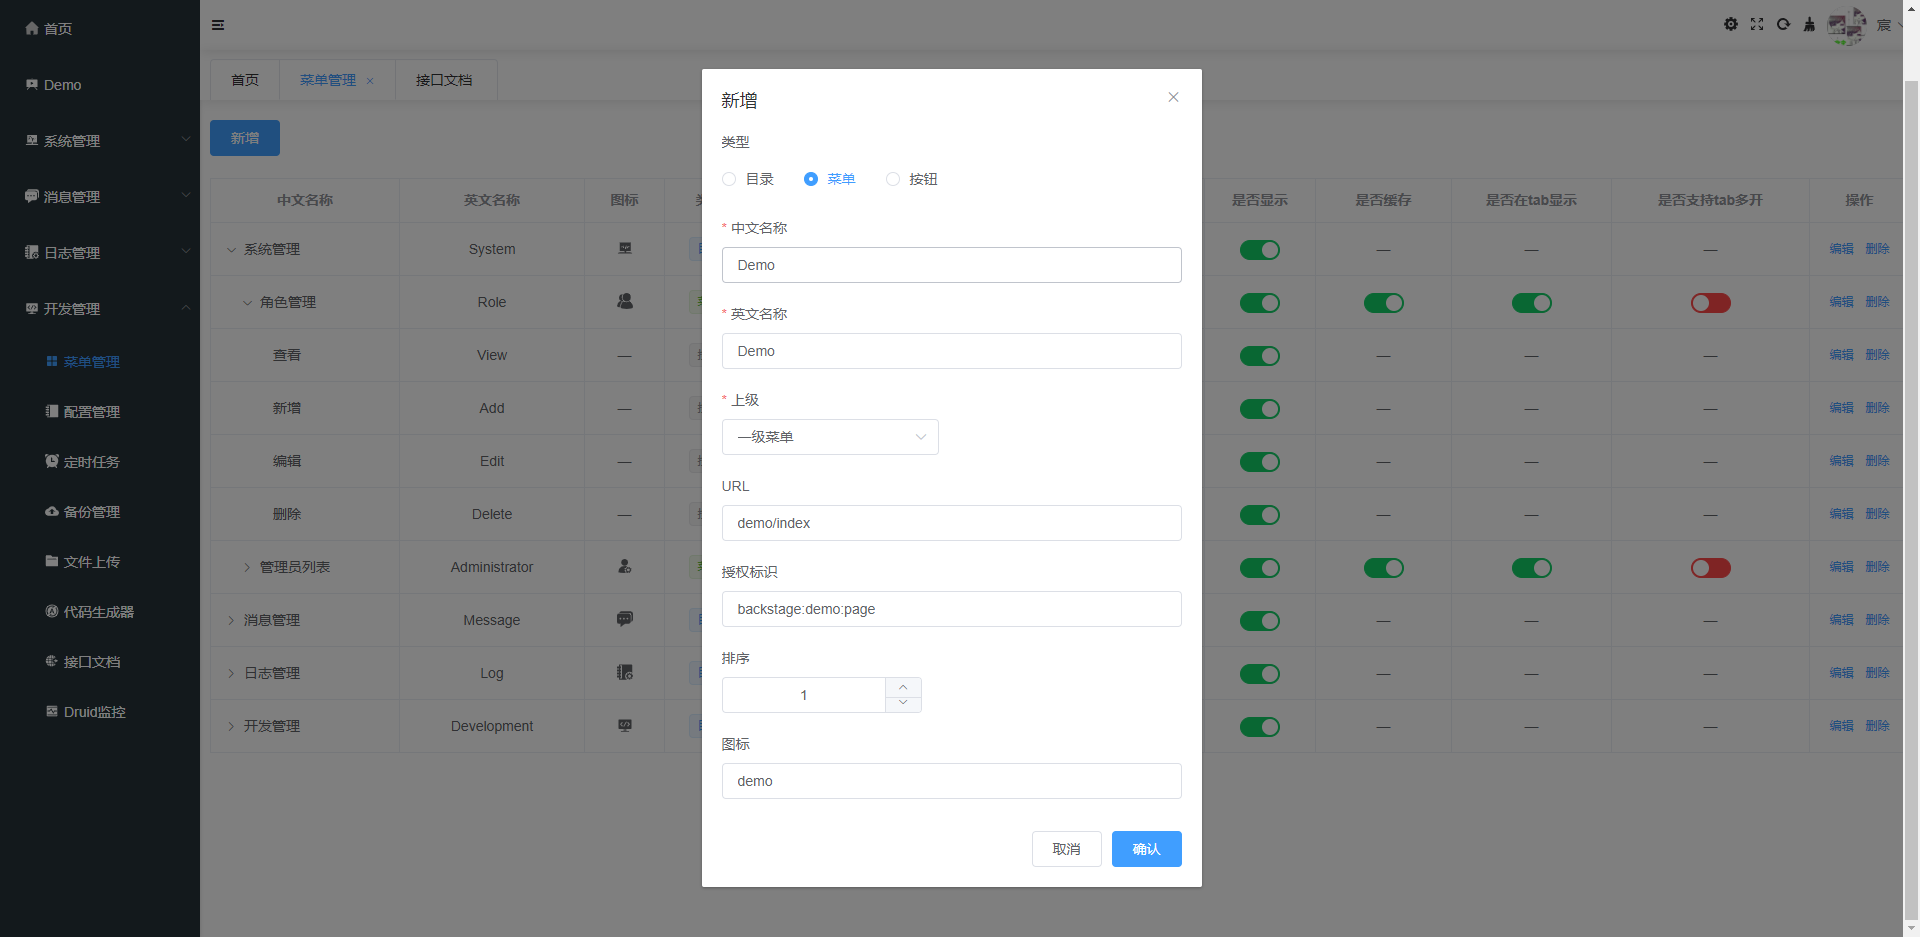 首页
Demo
系统管理
消息管理
日志管理
开发管理
菜单管理
配置管理
定时任务
备份管理
文件上传
代码生成器
接口文档
Druid监控
宸
首页 菜单管理 接口文档
新增
中文名称 英文名称 图标 是否显示 是否缓存 是否在tab显示 是否支持tab多开 操作
系统管理 System — — — 编辑 删除
角色管理 Role 编辑 删除
查看 View — — — — 编辑 删除
新增 Add — — — — 编辑 删除
编辑 Edit — — — — 编辑 删除
删除 Delete — — — — 编辑 删除
管理员列表 Administrator 编辑 删除
消息管理 Message — — — 编辑 删除
日志管理 Log — — — 编辑 删除
开发管理 Development — — — 编辑 删除
新增
类型
目录 菜单 按钮
* 中文名称
Demo
* 英文名称
Demo
* 上级
一级菜单
URL
demo/index
授权标识
backstage:demo:page
排序
1
图标
demo
取消 确认